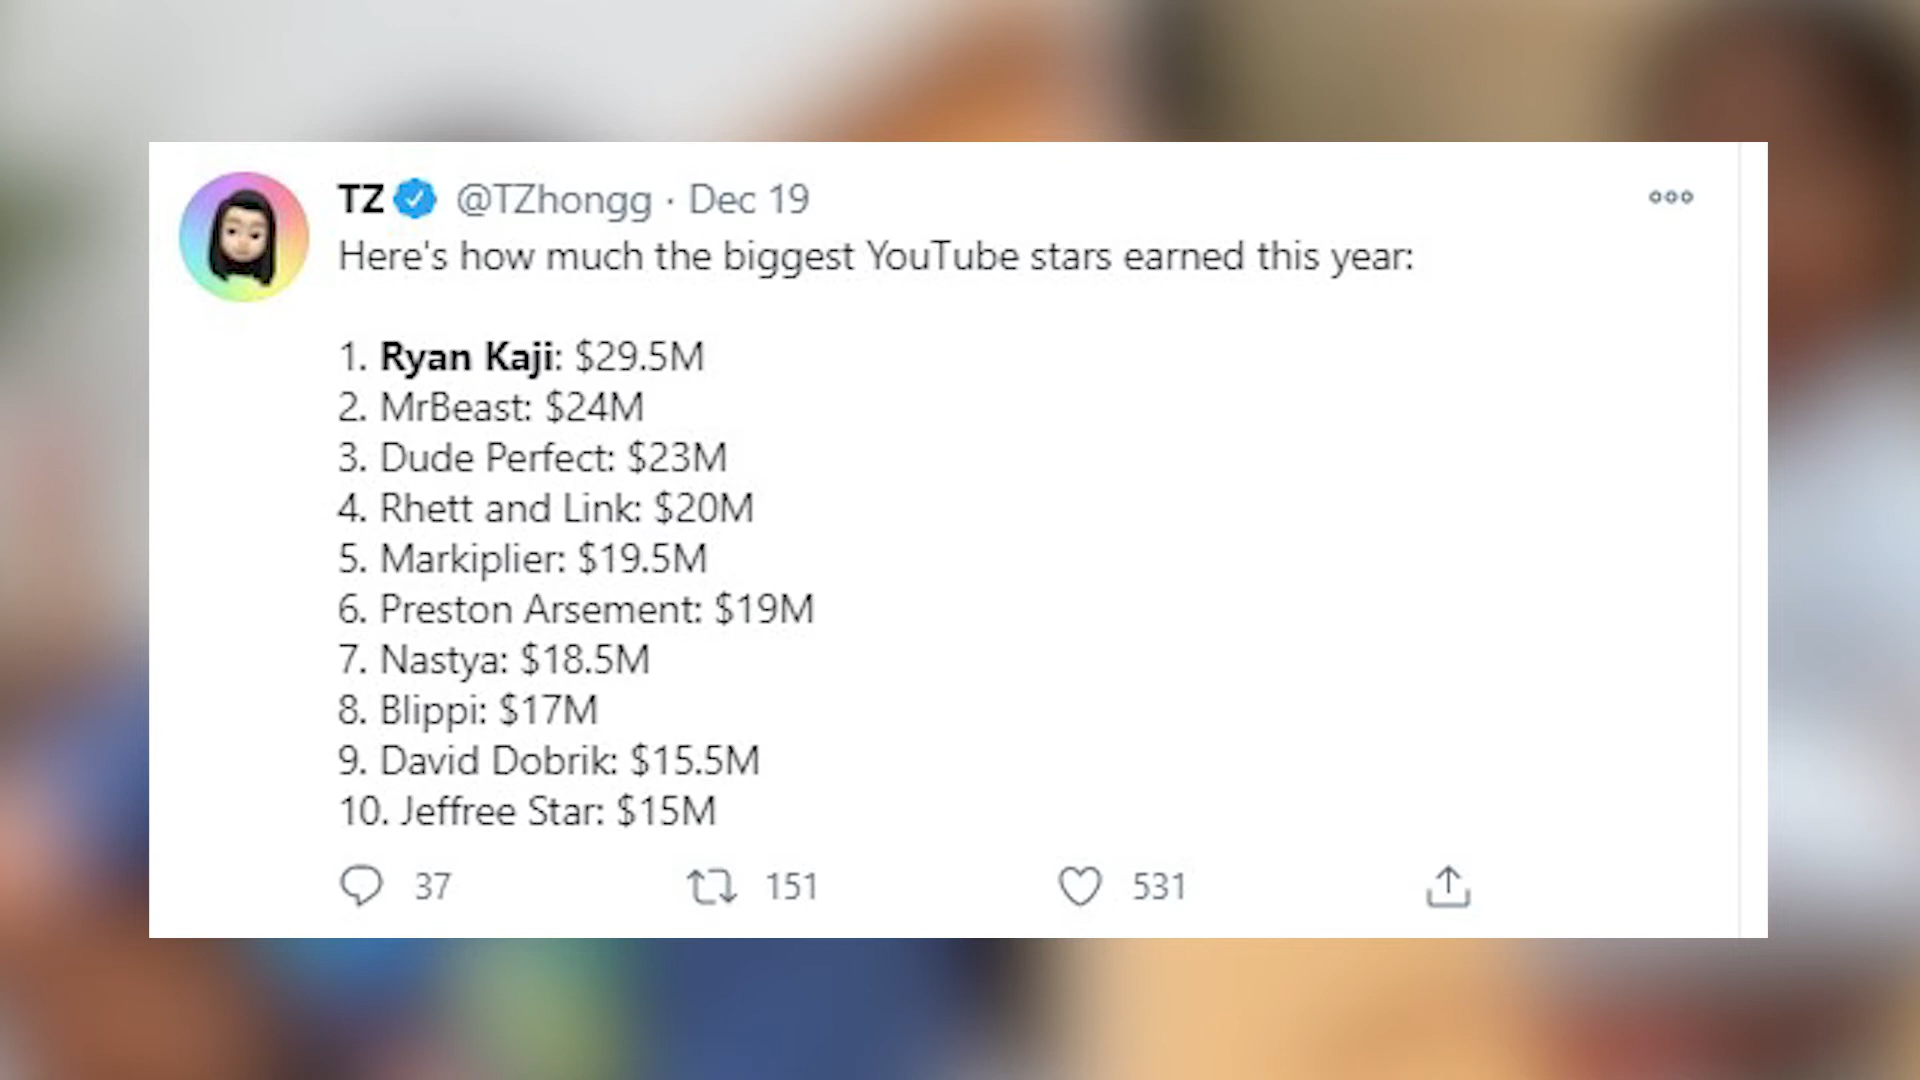 TZ @TZhongg · Dec 19
Here's how much the biggest YouTube stars earned this year:
1. Ryan Kaji: $29.5M
2. MrBeast: $24M
3. Dude Perfect: $23M
4. Rhett and Link: $20M
5. Markiplier: $19.5M
6. Preston Arsement: $19M
7. Nastya: $18.5M
8. Blippi: $17M
9. David Dobrik: $15.5M
10. Jeffree Star: $15M
37 151 531